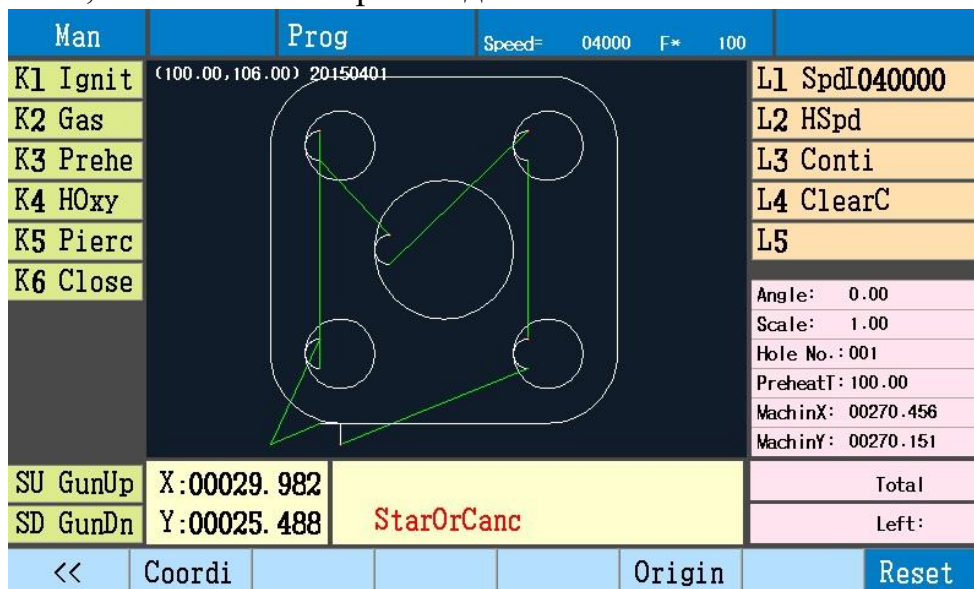 Man Prog Speed= 04000 F* 100
K1 Ignit
K2 Gas
K3 Prehe
K4 HOxy
K5 Pierc
K6 Close
(100.00,106.00) 20150401
L1 SpdL040000
L2 HSpd
L3 Conti
L4 ClearC
L5
Angle: 0.00
Scale: 1.00
Hole No.:001
PreheatT:100.00
MachinX: 00270.456
MachinY: 00270.151
SU GunUp
SD GunDn
X:00029.982
Y:00025.488
StarOrCanc
Total
Left:
<< Coordi Origin Reset